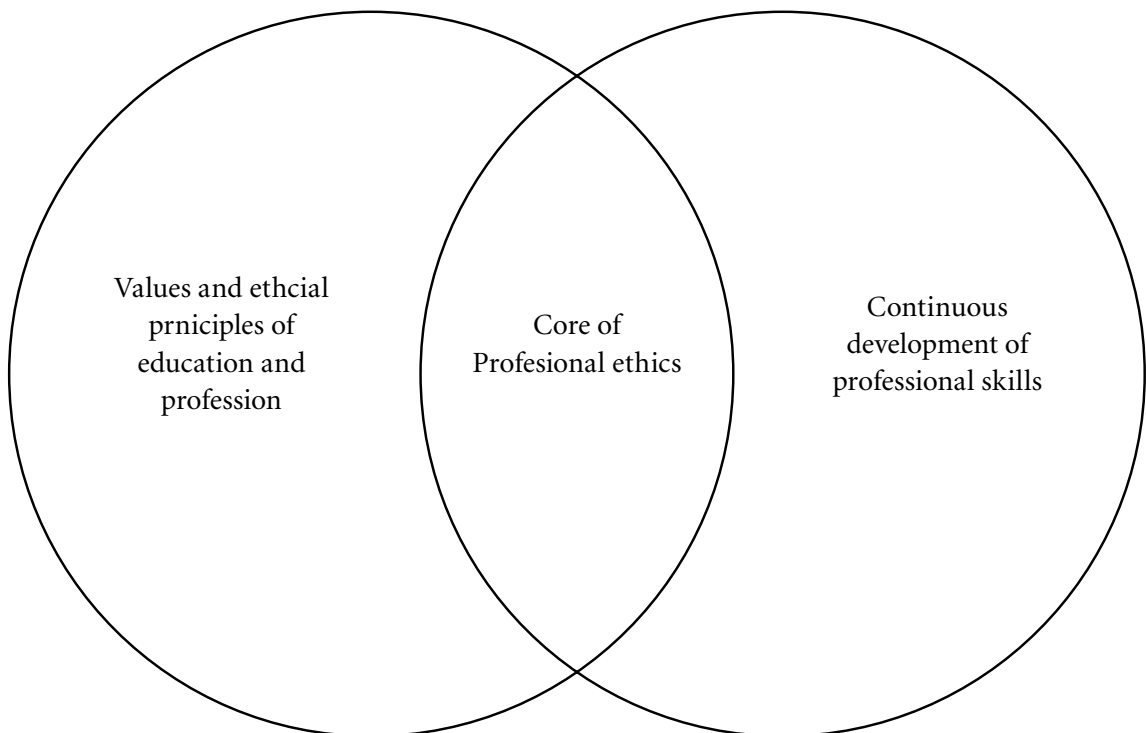 Values and ethcial
prniciples of
education and
profession
Core of
Profesional ethics
Continuous
development of
professional skills